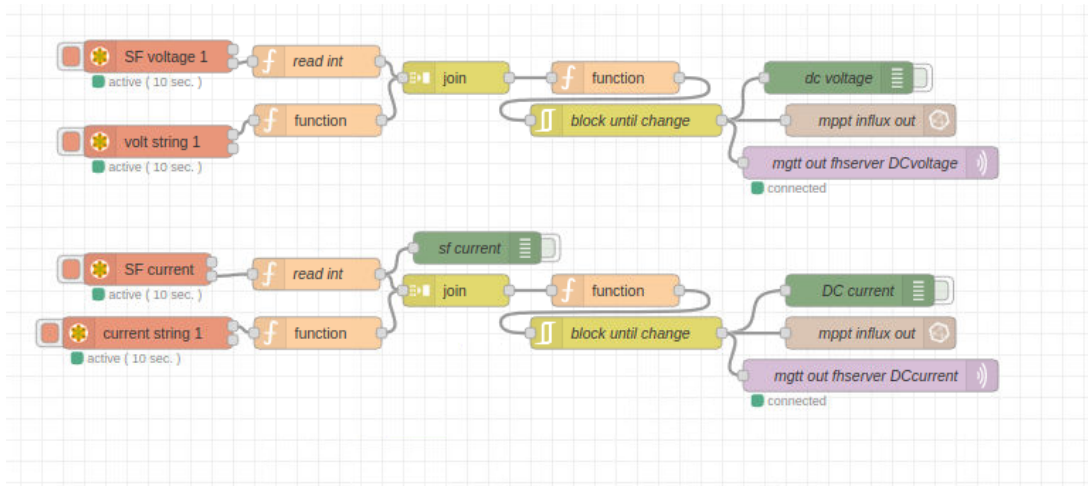 SF voltage 1
active ( 10 sec. )
read int
join
function
dc voltage
volt string 1
active ( 10 sec. )
function
block until change
mppt influx out
mgtt out fhserver DCvoltage
connected
sf current
SF current
active ( 10 sec. )
read int
join
function
DC current
current string 1
active ( 10 sec. )
function
block until change
mppt influx out
mgtt out fhserver DCcurrent
connected